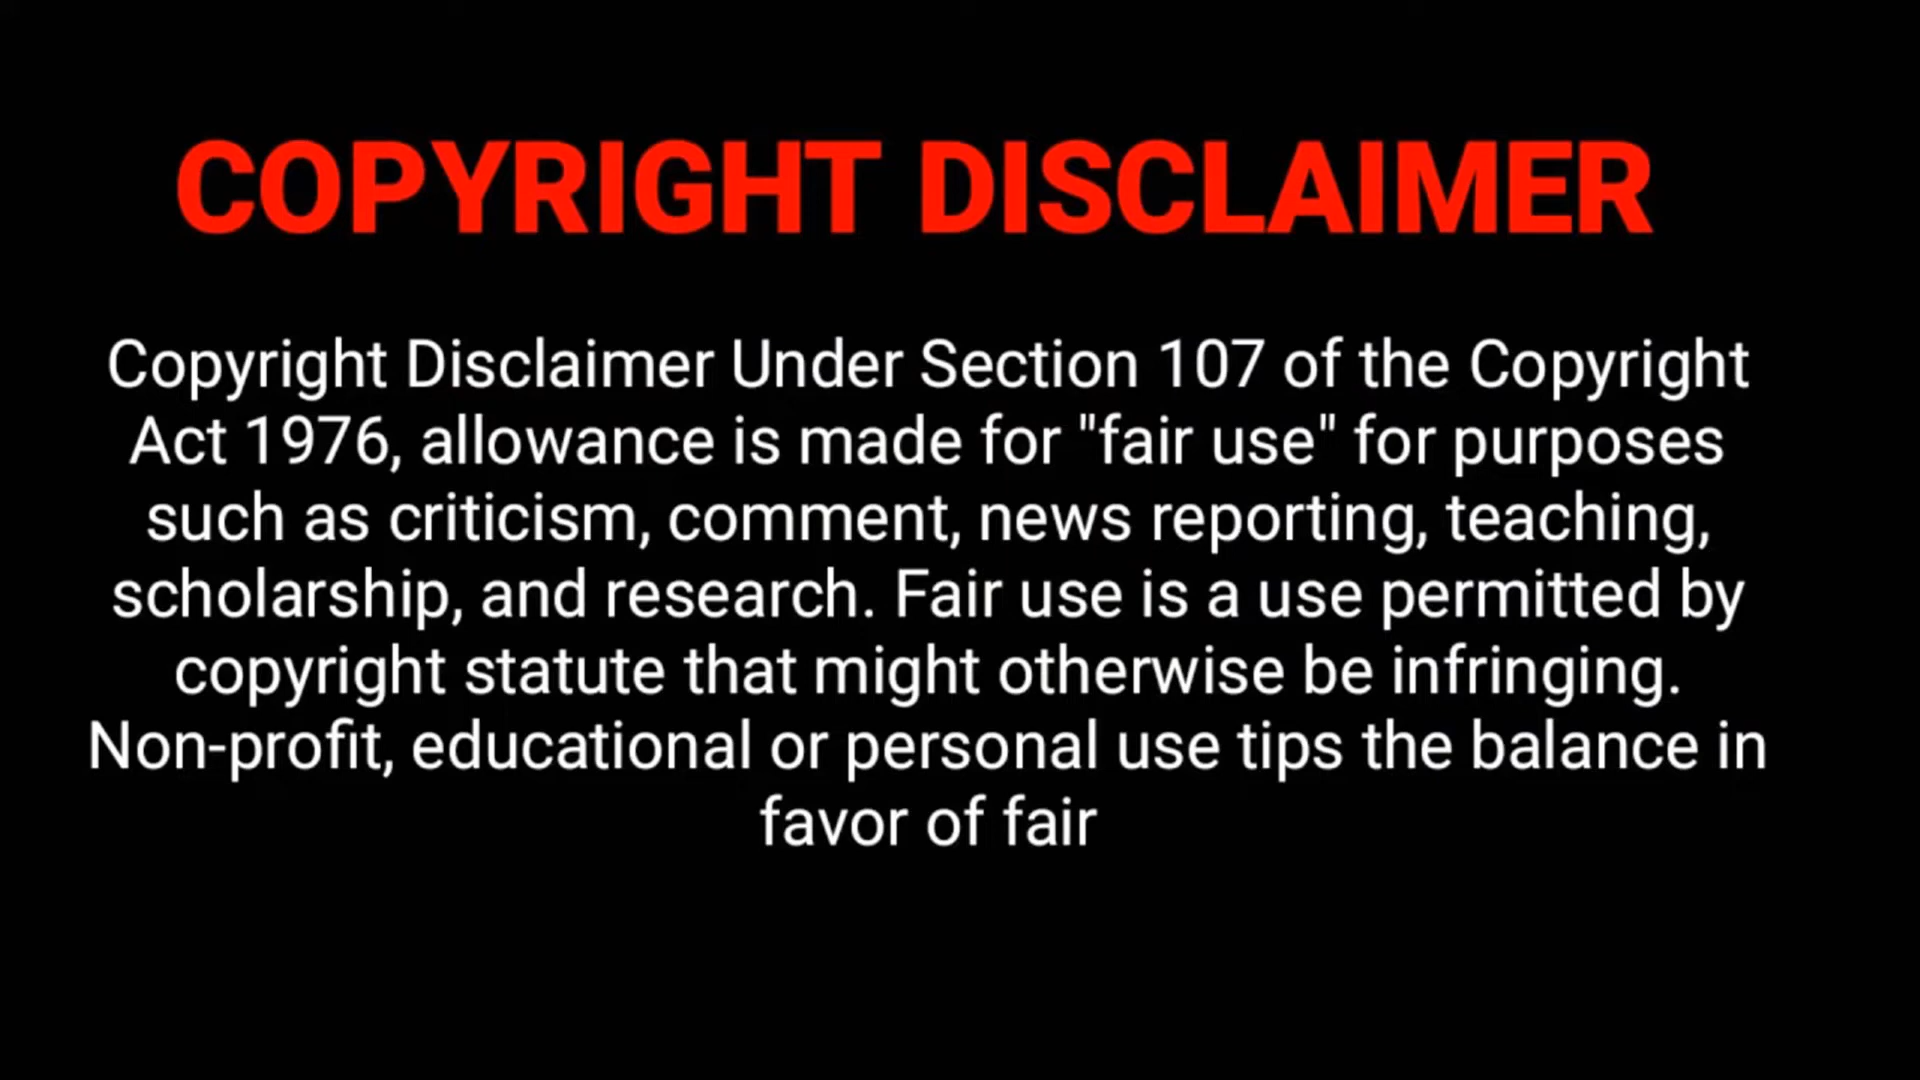 COPYRIGHT DISCLAIMER
Copyright Disclaimer Under Section 107 of the Copyright
Act 1976, allowance is made for "fair use" for purposes
such as criticism, comment, news reporting, teaching,
scholarship, and research. Fair use is a use permitted by
copyright statute that might otherwise be infringing.
Non-profit, educational or personal use tips the balance in
favor of fair